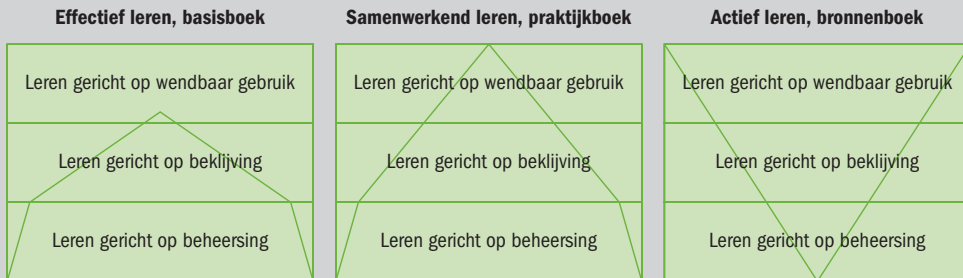 Effectief leren, basisboek
Leren gericht op wendbaar gebruik
Leren gericht op beklijving
Leren gericht op beheersing
Samenwerkend leren, praktijkboek
Leren gericht op wendbaar gebruik
Leren gericht op beklijving
Leren gericht op beheersing
Actief leren, bronnenboek
Leren gericht op wendbaar gebruik
Leren gericht op beklijving
Leren gericht op beheersing